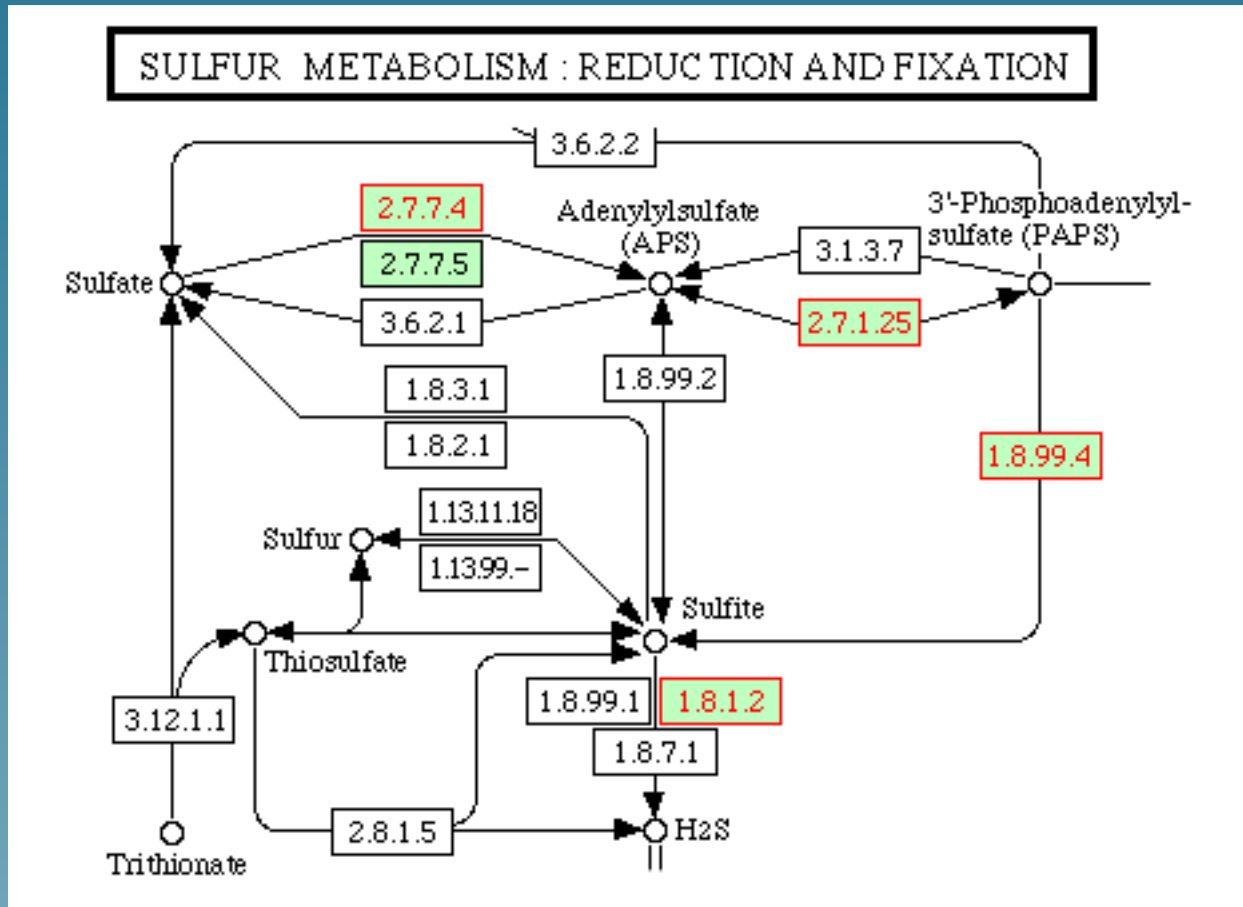 SULFUR METABOLISM : REDUCTION AND FIXATION
3.6.2.2
2.7.7.4
Adenylylsulfate
(APS)
3'-Phosphoadenylyl-
sulfate (PAPS)
3.1.3.7
2.7.7.5
Sulfate
3.6.2.1
2.7.1.25
1.8.99.2
1.8.3.1
1.8.2.1
1.8.99.4
1.13.11.18
Sulfur
1.13.99.–
Sulfite
Thiosulfate
1.8.99.1
1.8.1.2
3.12.1.1
1.8.7.1
2.8.1.5
H2S
Trithionate